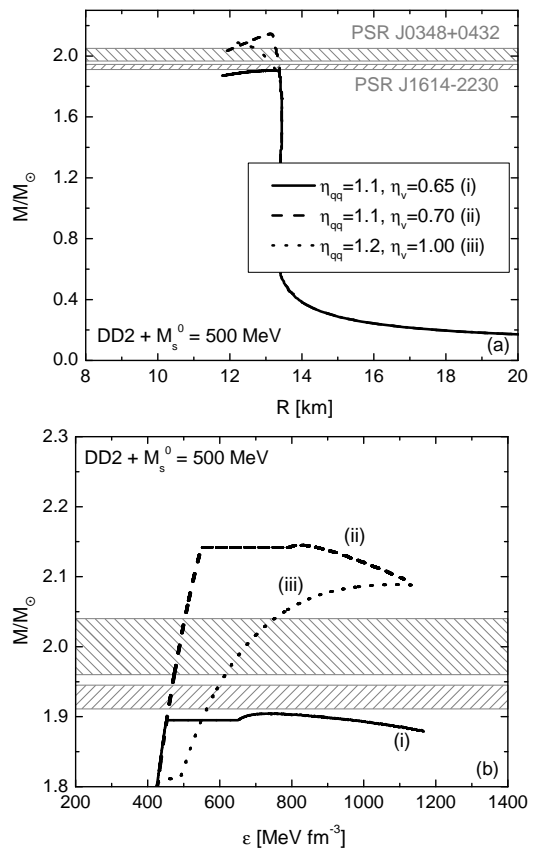 PSR J0348+0432
PSR J1614-2230
2.0
1.6
1.2
0.8
0.4
0.0
M/M⊙
η_qq=1.1, η_v=0.65 (i)
η_qq=1.1, η_v=0.70 (ii)
η_qq=1.2, η_v=1.00 (iii)
DD2 + M_s^0 = 500 MeV
(a)
8 10 12 14 16 18 20
R [km]
2.3
2.2
2.1
2.0
1.9
1.8
M/M⊙
DD2 + M_s^0 = 500 MeV
(ii)
(iii)
(i)
(b)
200 400 600 800 1000 1200 1400
ε [MeV fm^-3]